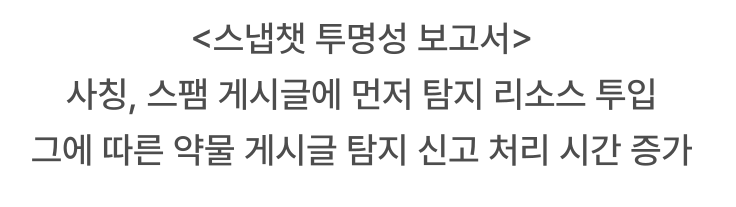 <스냅챗 투명성 보고서>
사칭, 스팸 게시글에 먼저 탐지 리소스 투입
그에 따른 약물 게시글 탐지 신고 처리 시간 증가